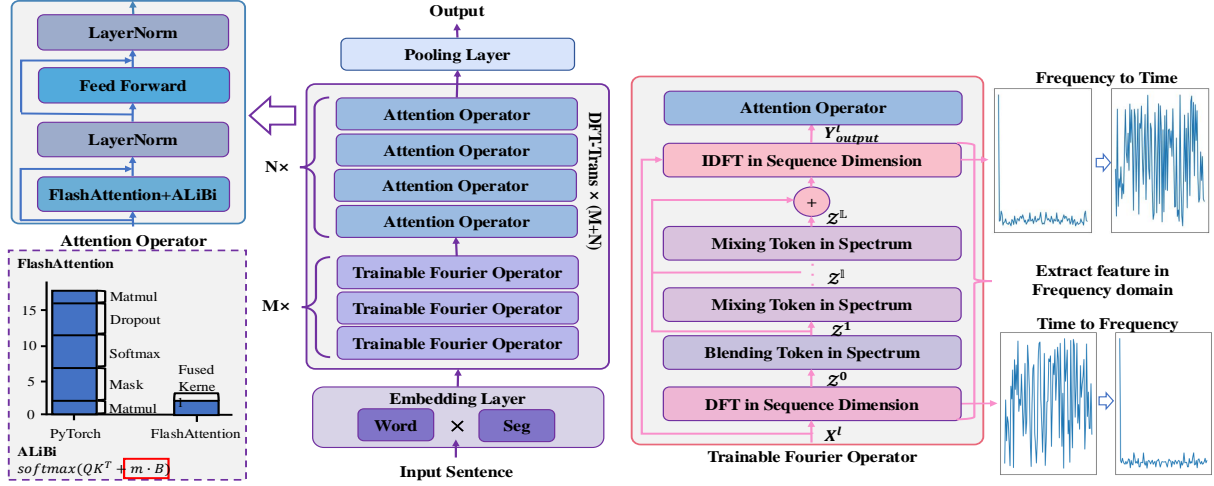 LayerNorm
Feed Forward
LayerNorm
FlashAttention+ALiBi
Attention Operator
FlashAttention
15
10
5
0
Matmul
Dropout
Softmax
Mask
Matmul
Fused
Kerne
l
PyTorch
FlashAttention
ALiBi
softmax(QK^T + m · B)
Output
Pooling Layer
Attention Operator
Attention Operator
Attention Operator
Attention Operator
N×
Trainable Fourier Operator
Trainable Fourier Operator
Trainable Fourier Operator
M×
DFT-Trans × (M+N)
Embedding Layer
Word × Seg
Input Sentence
Attention Operator
Y^l_output
IDFT in Sequence Dimension
+
𝒵^𝕃
Mixing Token in Spectrum
𝒵^𝕀
Mixing Token in Spectrum
𝒵^1
Blending Token in Spectrum
𝒵^0
DFT in Sequence Dimension
X^l
Trainable Fourier Operator
Frequency to Time
Extract feature in
Frequency domain
Time to Frequency